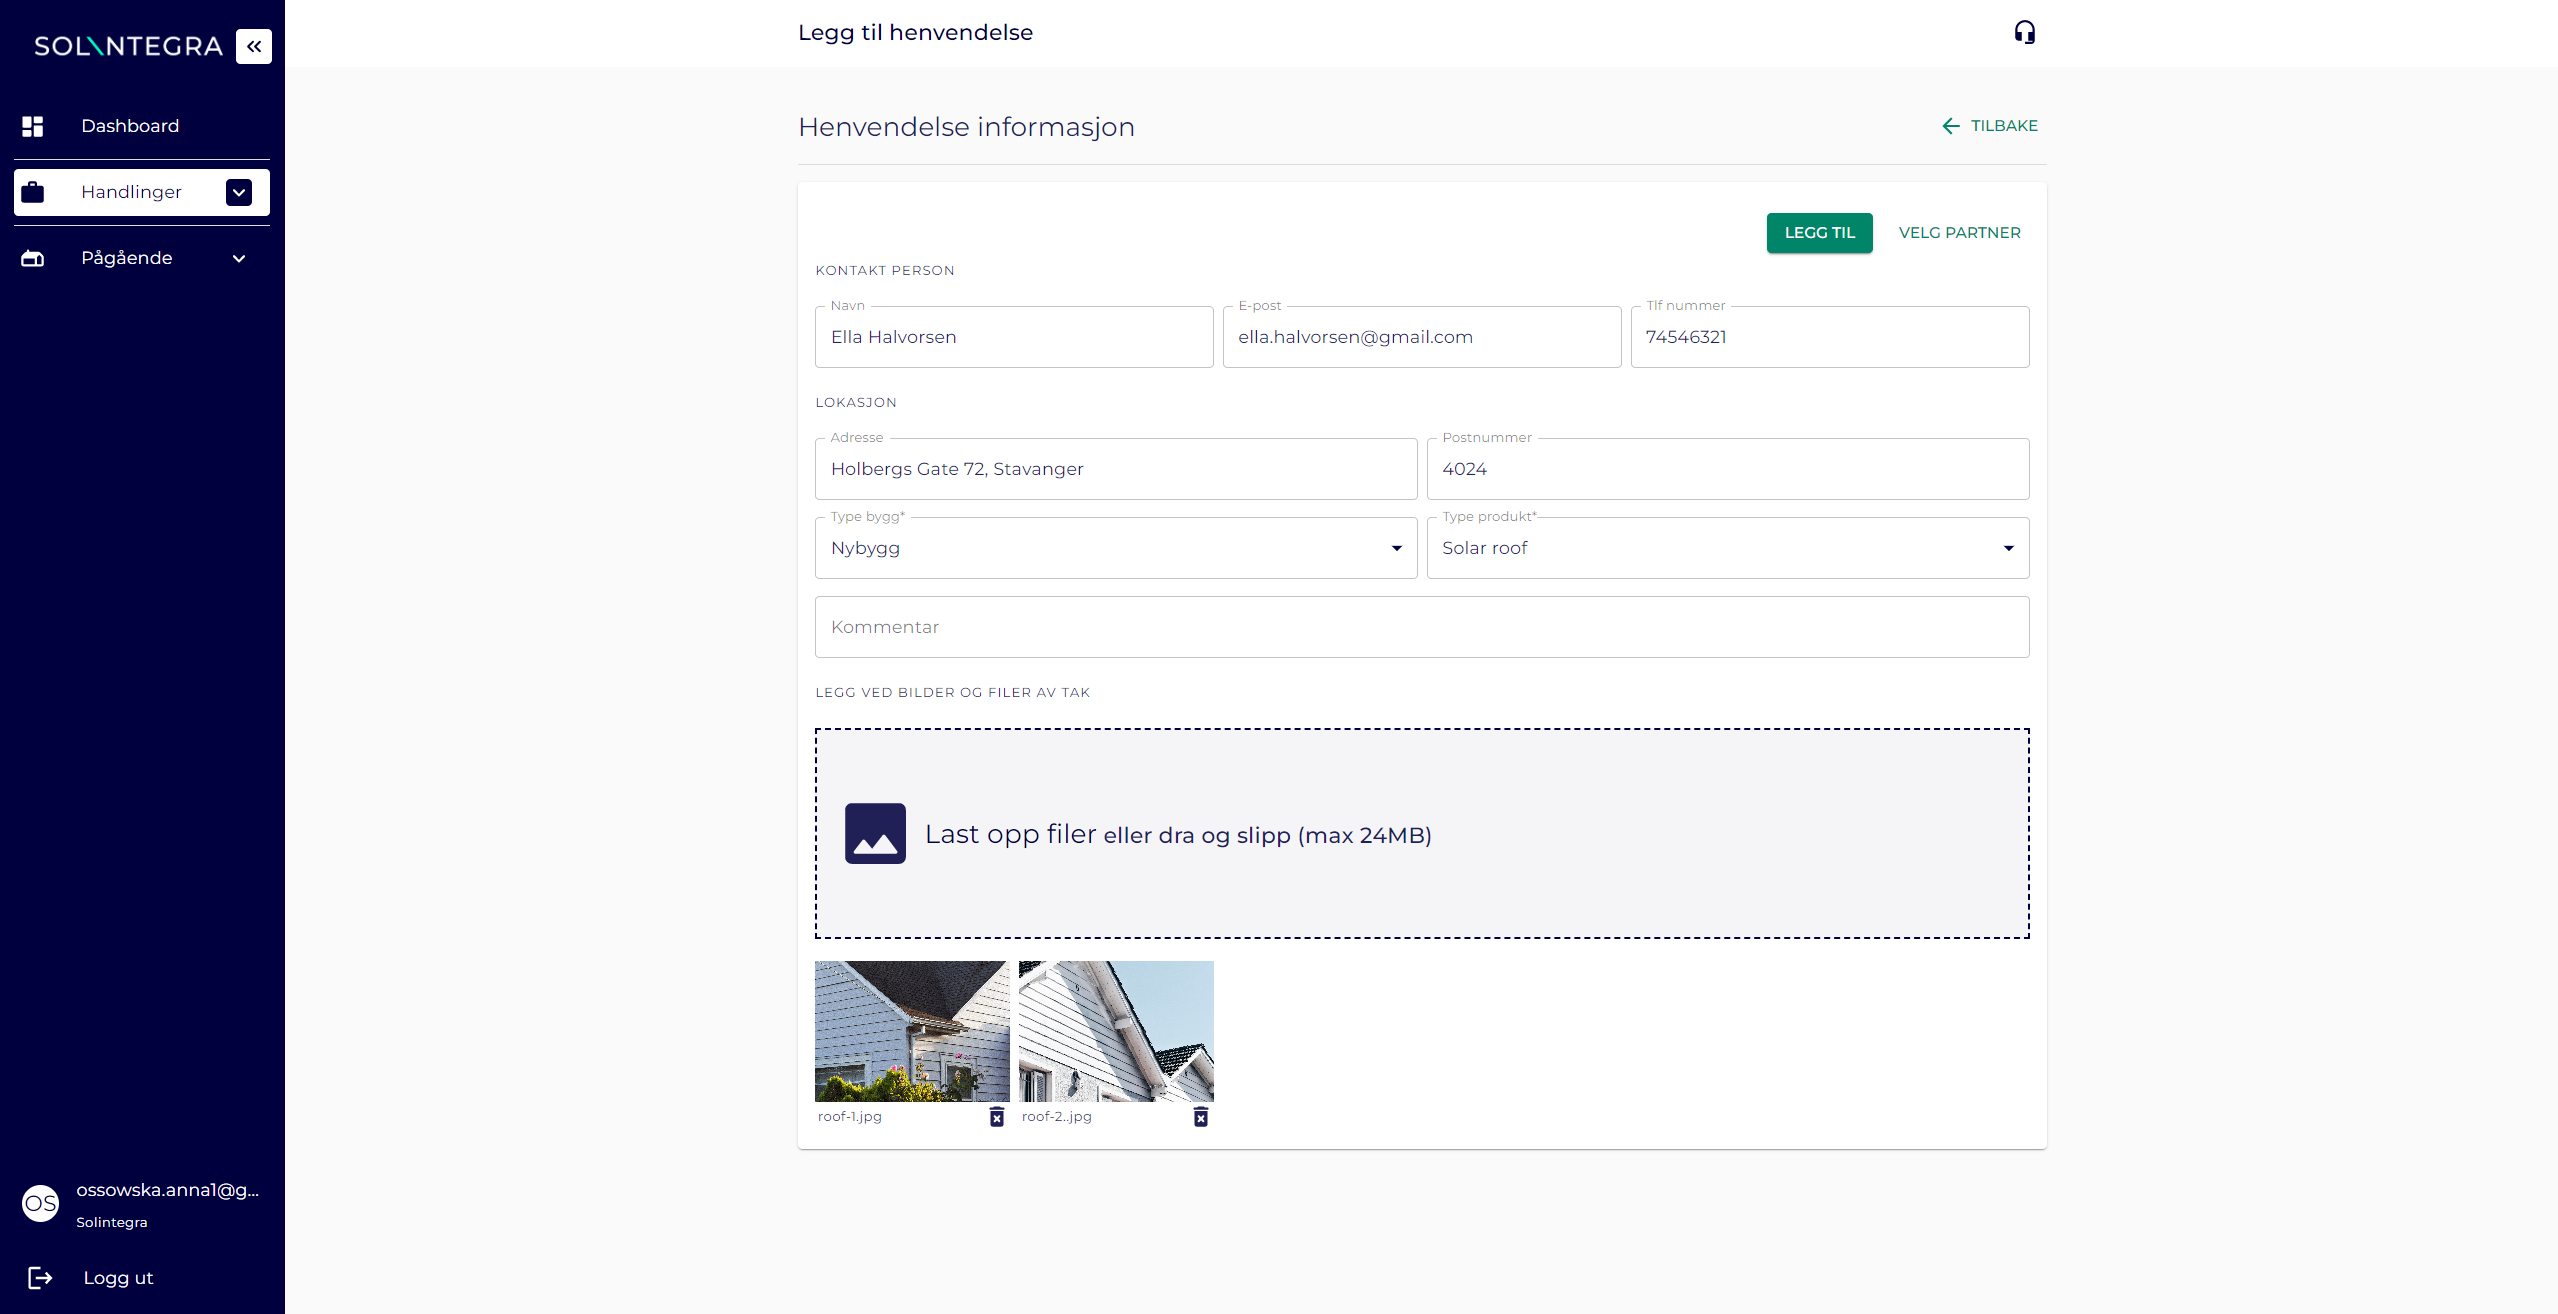 SOLINTEGRA
Dashboard
Handlinger
Pågående
ossowska.anna1@g...
OS
Solintegra
Logg ut
Legg til henvendelse
Henvendelse informasjon
TILBAKE
LEGG TIL VELG PARTNER
KONTAKT PERSON
Navn E-post Tlf nummer
Ella Halvorsen ella.halvorsen@gmail.com 74546321
LOKASJON
Adresse Postnummer
Holbergs Gate 72, Stavanger 4024
Type bygg* Type produkt*
Nybygg Solar roof
Kommentar
LEGG VED BILDER OG FILER AV TAK
Last opp filer eller dra og slipp (max 24MB)
roof-1.jpg roof-2..jpg